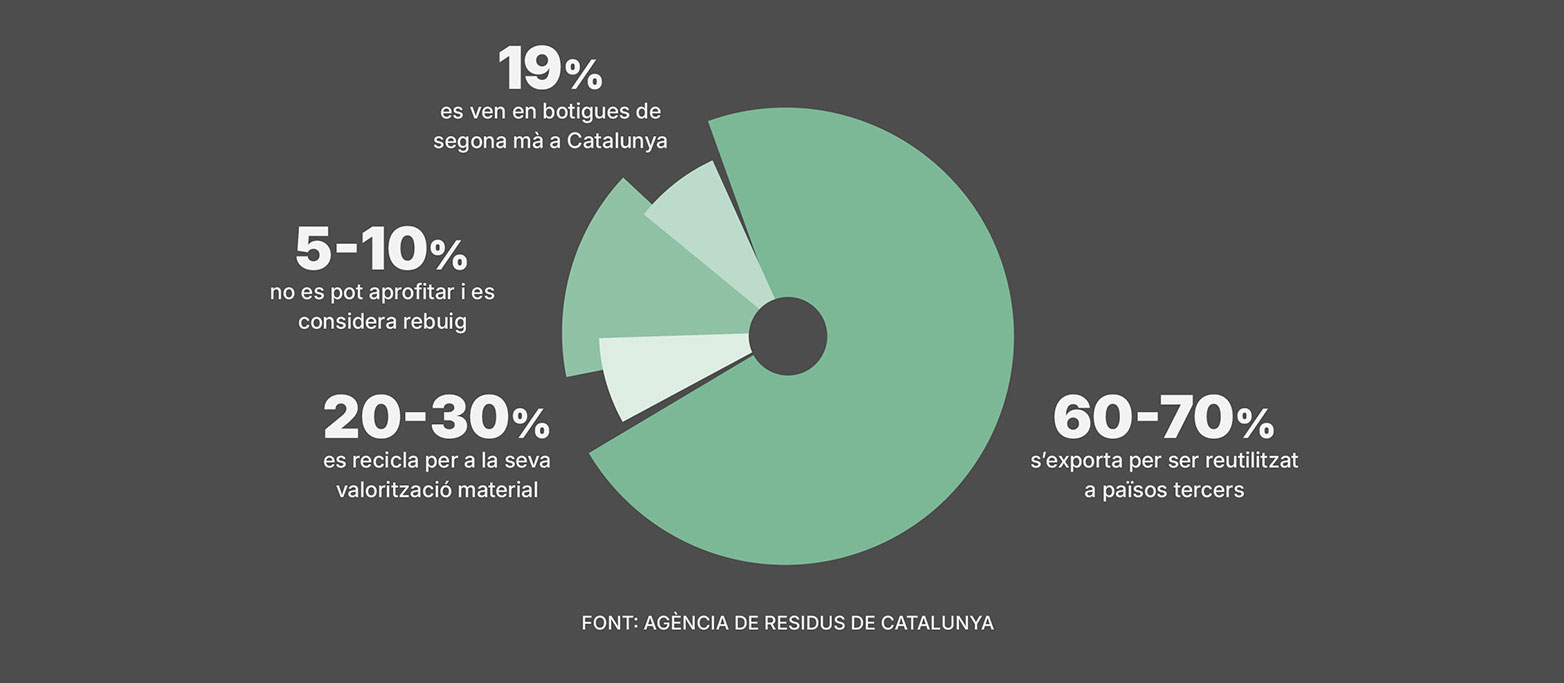 19%
es ven en botigues de
segona mà a Catalunya
5-10%
no es pot aprofitar i es
considera rebuig
20-30%
es recicla per a la seva
valorització material
60-70%
s’exporta per ser reutilitzat
a països tercers
FONT: AGÈNCIA DE RESIDUS DE CATALUNYA